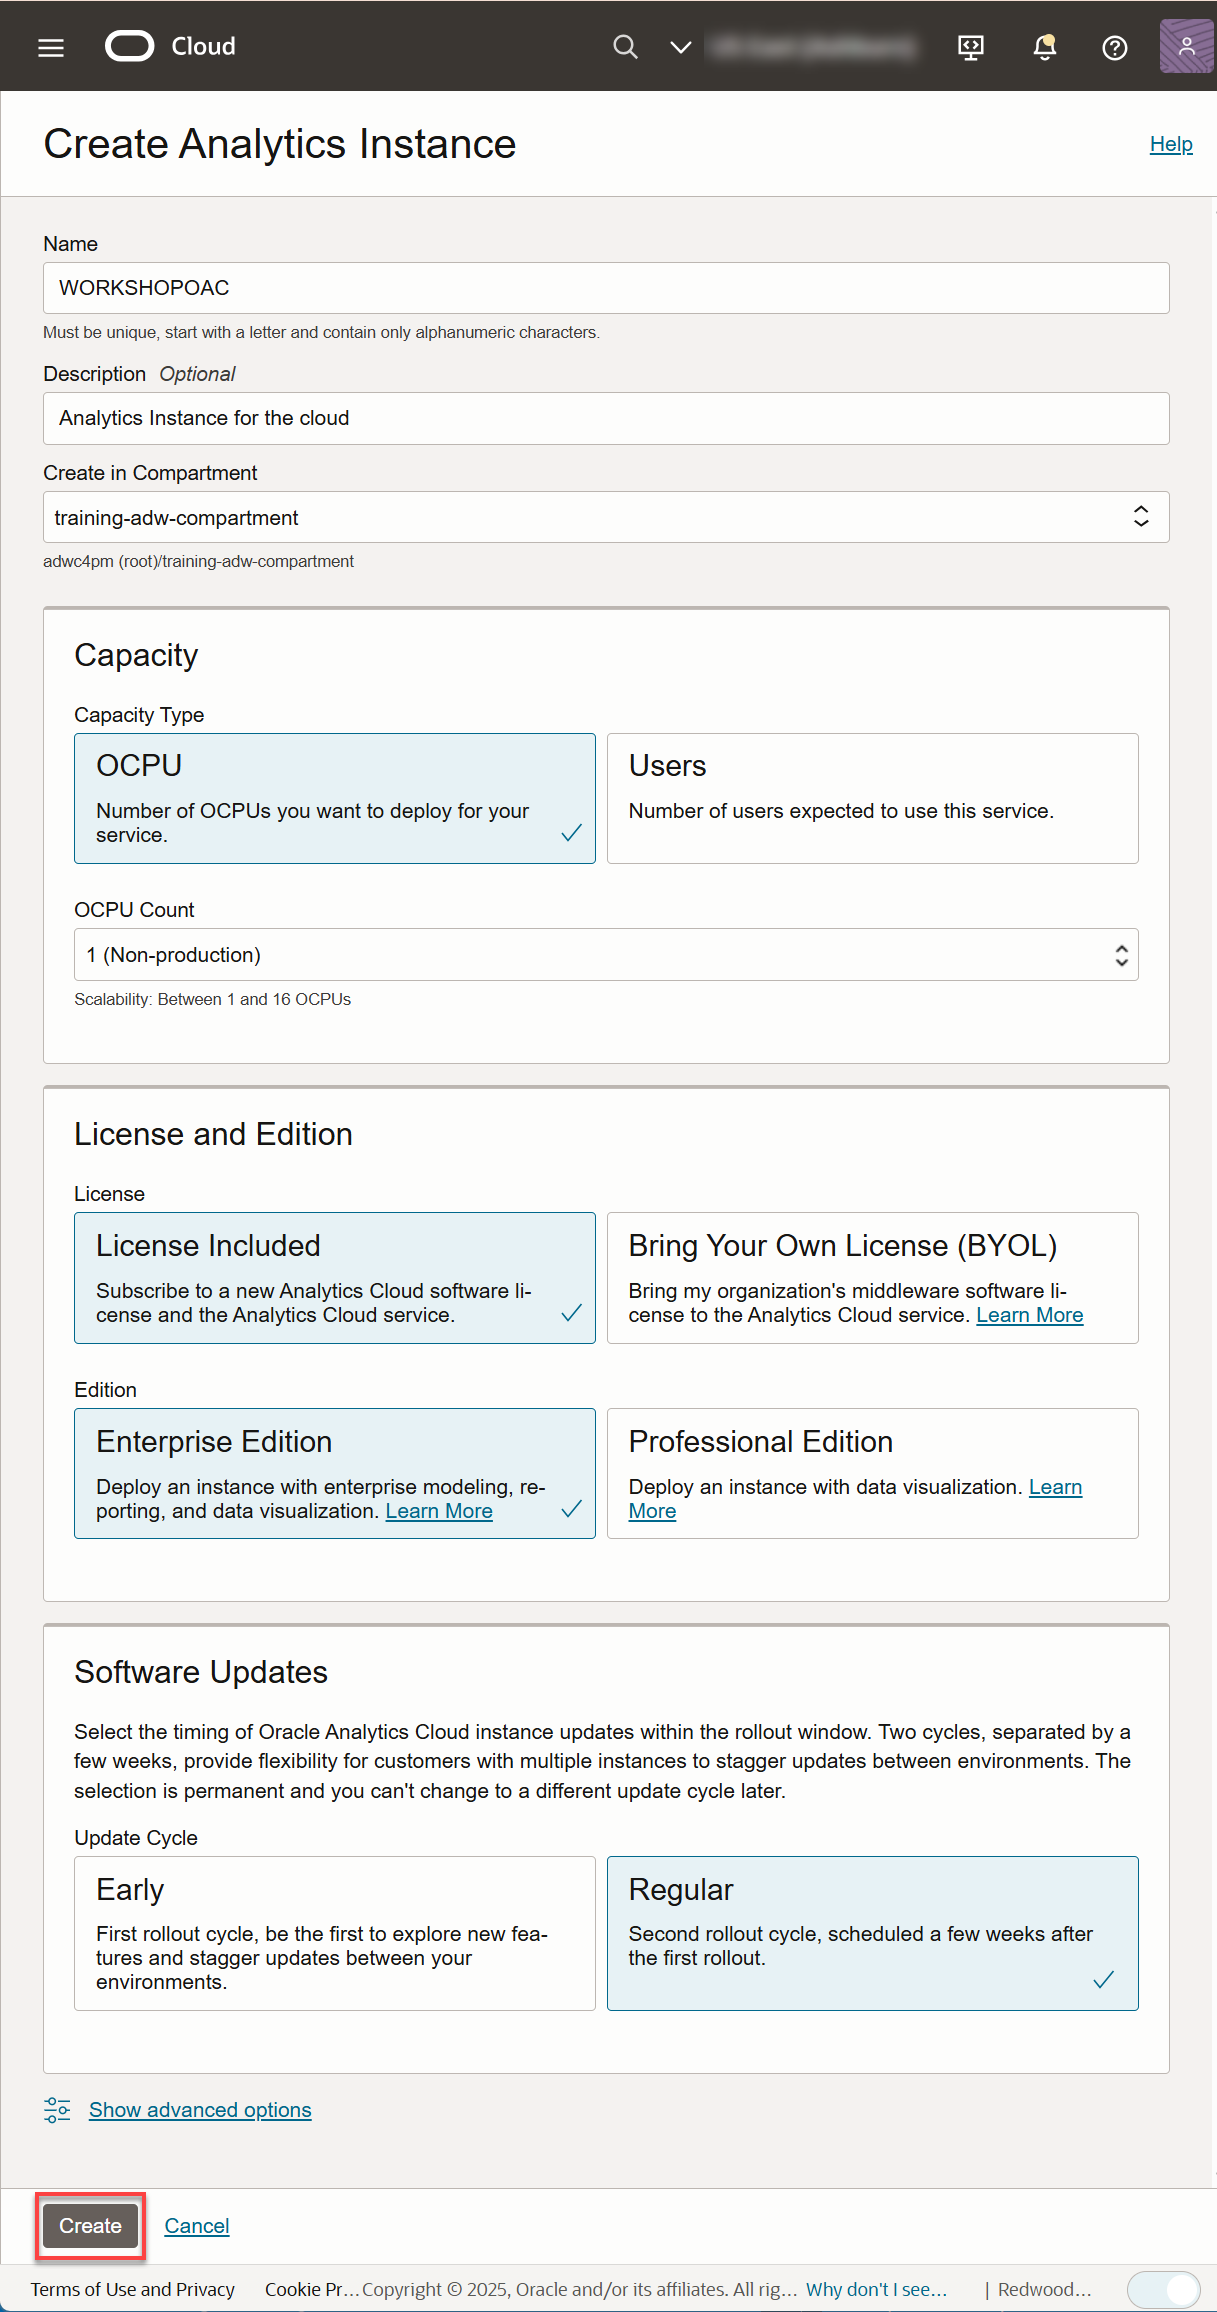 Cloud
Create Analytics Instance
Help
Name
WORKSHOPOAC
Must be unique, start with a letter and contain only alphanumeric characters.
Description Optional
Analytics Instance for the cloud
Create in Compartment
training-adw-compartment
adwc4pm (root)/training-adw-compartment
Capacity
Capacity Type
OCPU
Number of OCPUs you want to deploy for your
service.
Users
Number of users expected to use this service.
OCPU Count
1 (Non-production)
Scalability: Between 1 and 16 OCPUs
License and Edition
License
License Included
Subscribe to a new Analytics Cloud software li-
cense and the Analytics Cloud service.
Bring Your Own License (BYOL)
Bring my organization's middleware software li-
cense to the Analytics Cloud service. Learn More
Edition
Enterprise Edition
Deploy an instance with enterprise modeling, re-
porting, and data visualization. Learn More
Professional Edition
Deploy an instance with data visualization. Learn
More
Software Updates
Select the timing of Oracle Analytics Cloud instance updates within the rollout window. Two cycles, separated by a
few weeks, provide flexibility for customers with multiple instances to stagger updates between environments. The
selection is permanent and you can't change to a different update cycle later.
Update Cycle
Early
First rollout cycle, be the first to explore new fea-
tures and stagger updates between your
environments.
Regular
Second rollout cycle, scheduled a few weeks after
the first rollout.
Show advanced options
Create
Cancel
Terms of Use and Privacy Cookie Pr... Copyright © 2025, Oracle and/or its affiliates. All rig... Why don't I see... | Redwood...